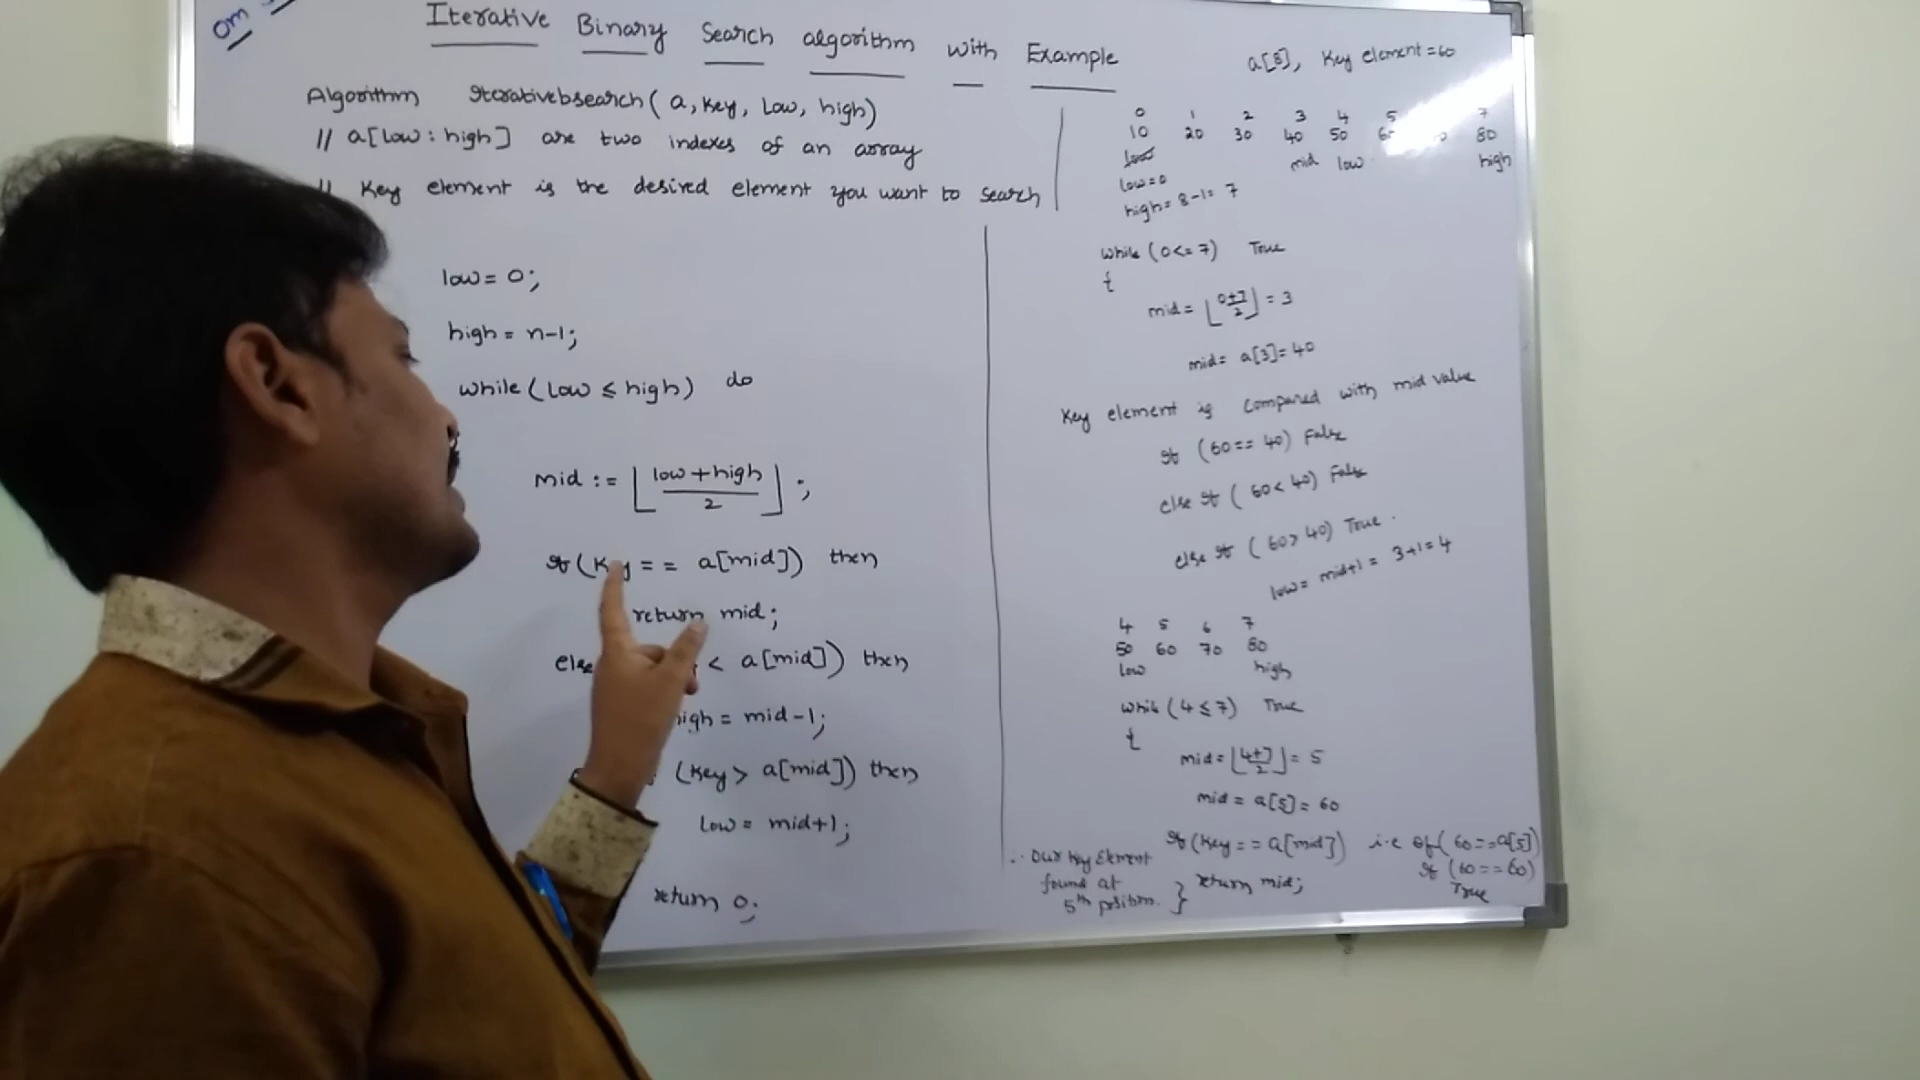 Om
Iterative Binary Search algorithm with Example
Algorithm Iterativebsearch( a, key, low, high)
// a[low : high] are two indexes of an array
// Key element is the desired element you want to search
low = 0;
high = n-1;
while (low ≤ high) do
mid := ⌊ low + high / 2 ⌋ ;
If (Key == a[mid]) then
return mid;
else < a[mid]) then
high = mid-1;
(Key > a[mid]) then
low = mid+1;
return 0;
a[8], Key element = 60
0 1 2 3 4 5 7
10 20 30 40 50 80
low mid low high
low = 0
high = 8-1 = 7
while (0 <= 7) True
{
mid = ⌊ 0+7 / 2 ⌋ = 3
mid = a[3] = 40
Key element is compared with mid value
If (60 == 40) False
else If ( 60 < 40) False
else If ( 60 > 40) True .
low = mid+1 = 3+1 = 4
4 5 6 7
50 60 70 80
low high
while (4 ≤ 7) True
{
mid = ⌊ 4+7 / 2 ⌋ = 5
mid = a[5] = 60
If (Key == a[mid]) i.e If ( 60 == a[5])
If (60 == 60)
True
return mid;
}
∴ Our Key Element
found at
5th position.